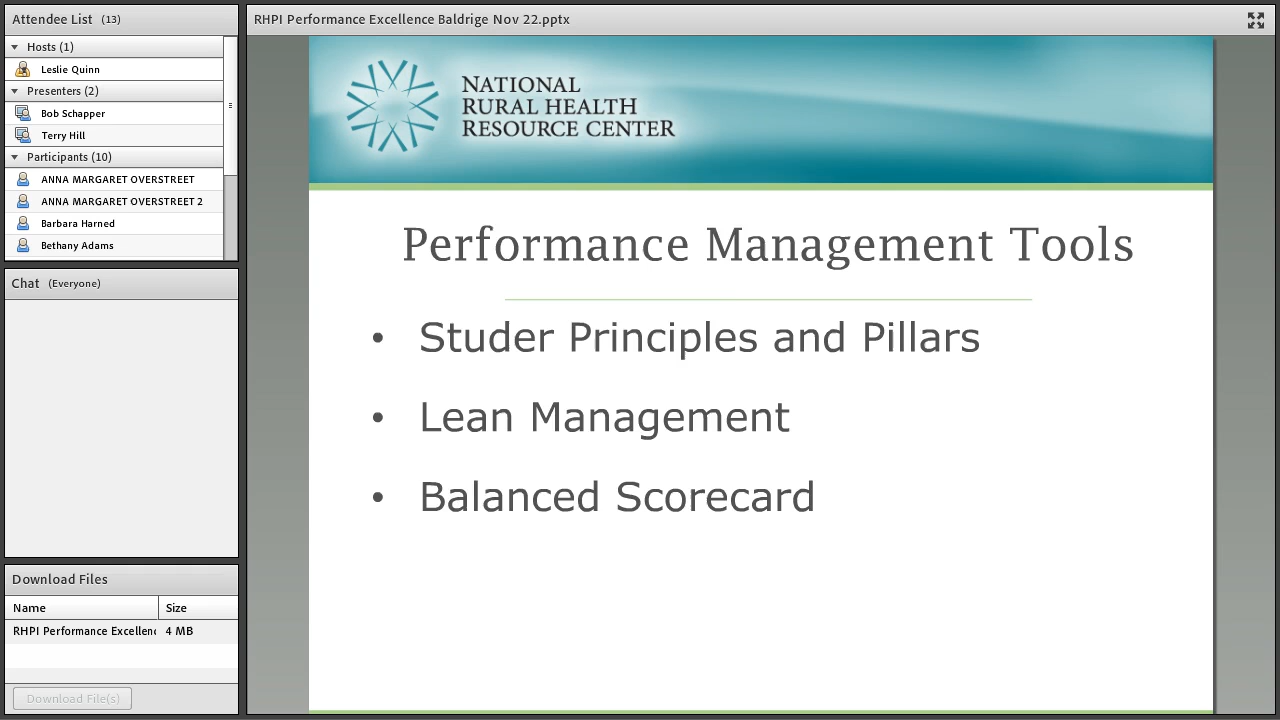 Attendee List (13)
Hosts (1)
Leslie Quinn
Presenters (2)
Bob Schapper
Terry Hill
Participants (10)
ANNA MARGARET OVERSTREET
ANNA MARGARET OVERSTREET 2
Barbara Harned
Bethany Adams
Chat (Everyone)
Download Files
Name Size
RHPI Performance Excellenc 4 MB
Download File(s)
RHPI Performance Excellence Baldrige Nov 22.pptx
NATIONAL
RURAL HEALTH
RESOURCE CENTER
Performance Management Tools
• Studer Principles and Pillars
• Lean Management
• Balanced Scorecard